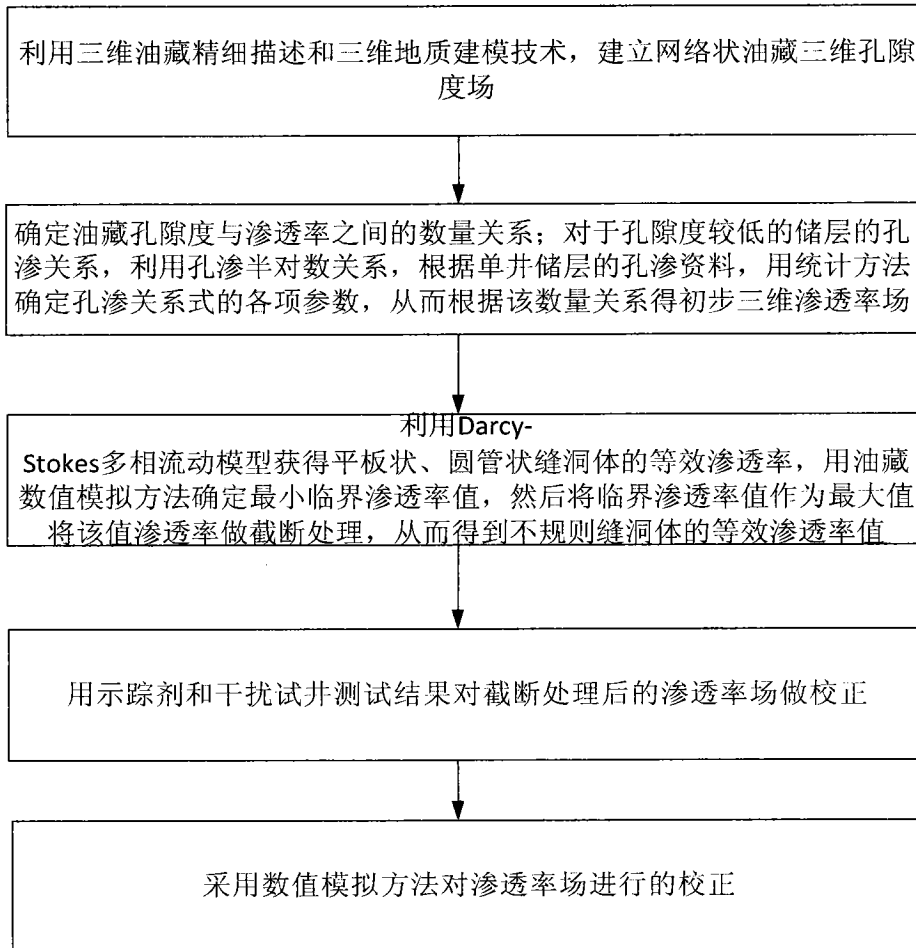 利用三维油藏精细描述和三维地质建模技术，建立网络状油藏三维孔隙
度场
确定油藏孔隙度与渗透率之间的数量关系；对于孔隙度较低的储层的孔
渗关系，利用孔渗半对数关系，根据单井储层的孔渗资料，用统计方法
确定孔渗关系式的各项参数，从而根据该数量关系得初步三维渗透率场
利用Darcy-
Stokes多相流动模型获得平板状、圆管状缝洞体的等效渗透率，用油藏
数值模拟方法确定最小临界渗透率值，然后将临界渗透率值作为最大值
将该值渗透率做截断处理，从而得到不规则缝洞体的等效渗透率值
用示踪剂和干扰试井测试结果对截断处理后的渗透率场做校正
采用数值模拟方法对渗透率场进行的校正